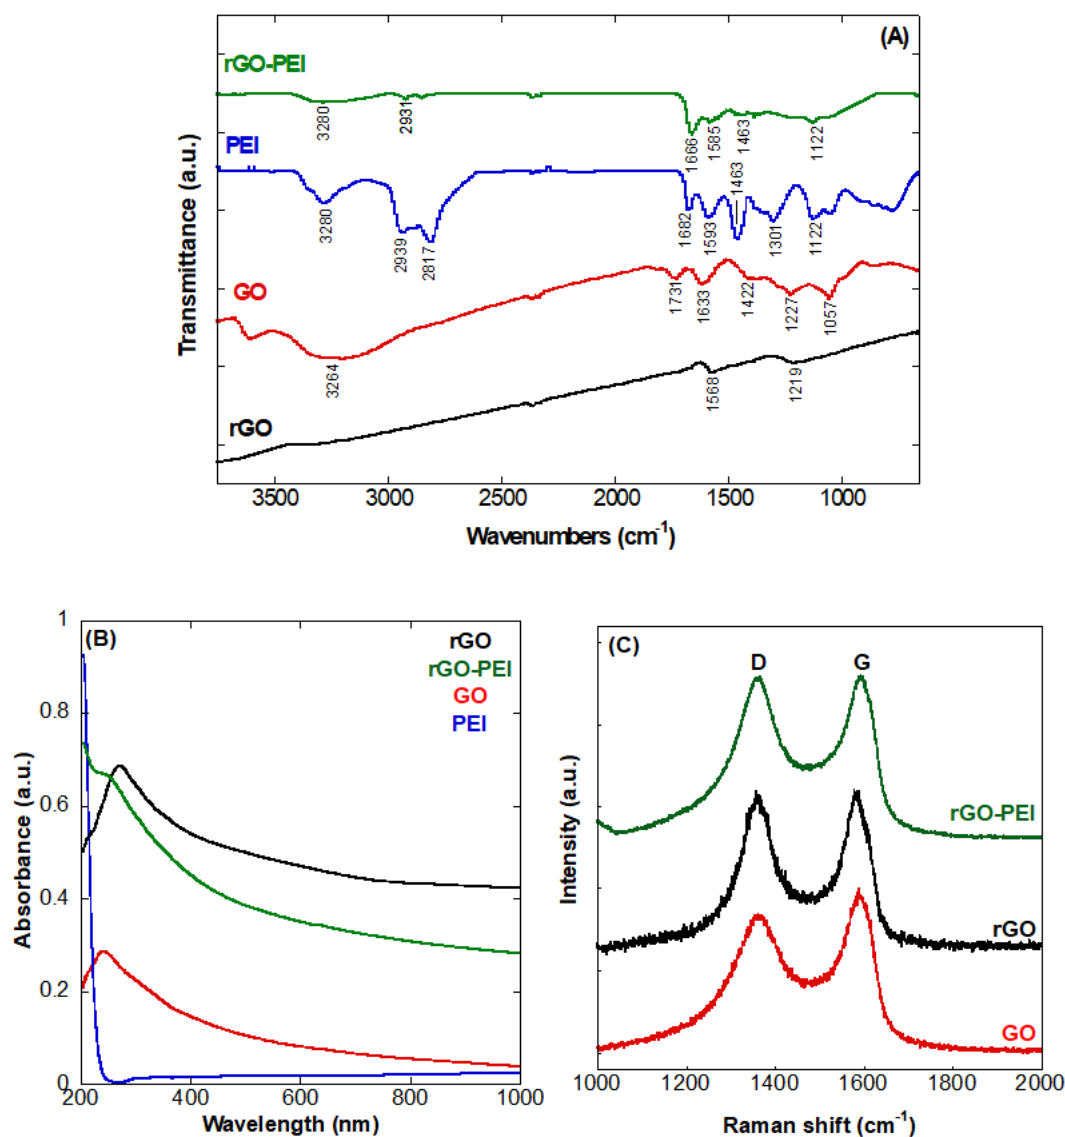 (A)
rGO-PEI
3280
2931
1666
1585
1463
1122
PEI
3280
2939
2817
1682
1593
1463
1301
1122
GO
3264
1731
1633
1422
1227
1057
rGO
1568
1219
Transmittance (a.u.)
3500 3000 2500 2000 1500 1000
Wavenumbers (cm⁻¹)
(B)
rGO
rGO-PEI
GO
PEI
1
0.8
0.6
0.4
0.2
0
Absorbance (a.u.)
200 400 600 800 1000
Wavelength (nm)
(C)
D G
rGO-PEI
rGO
GO
Intensity (a.u.)
1000 1200 1400 1600 1800 2000
Raman shift (cm⁻¹)